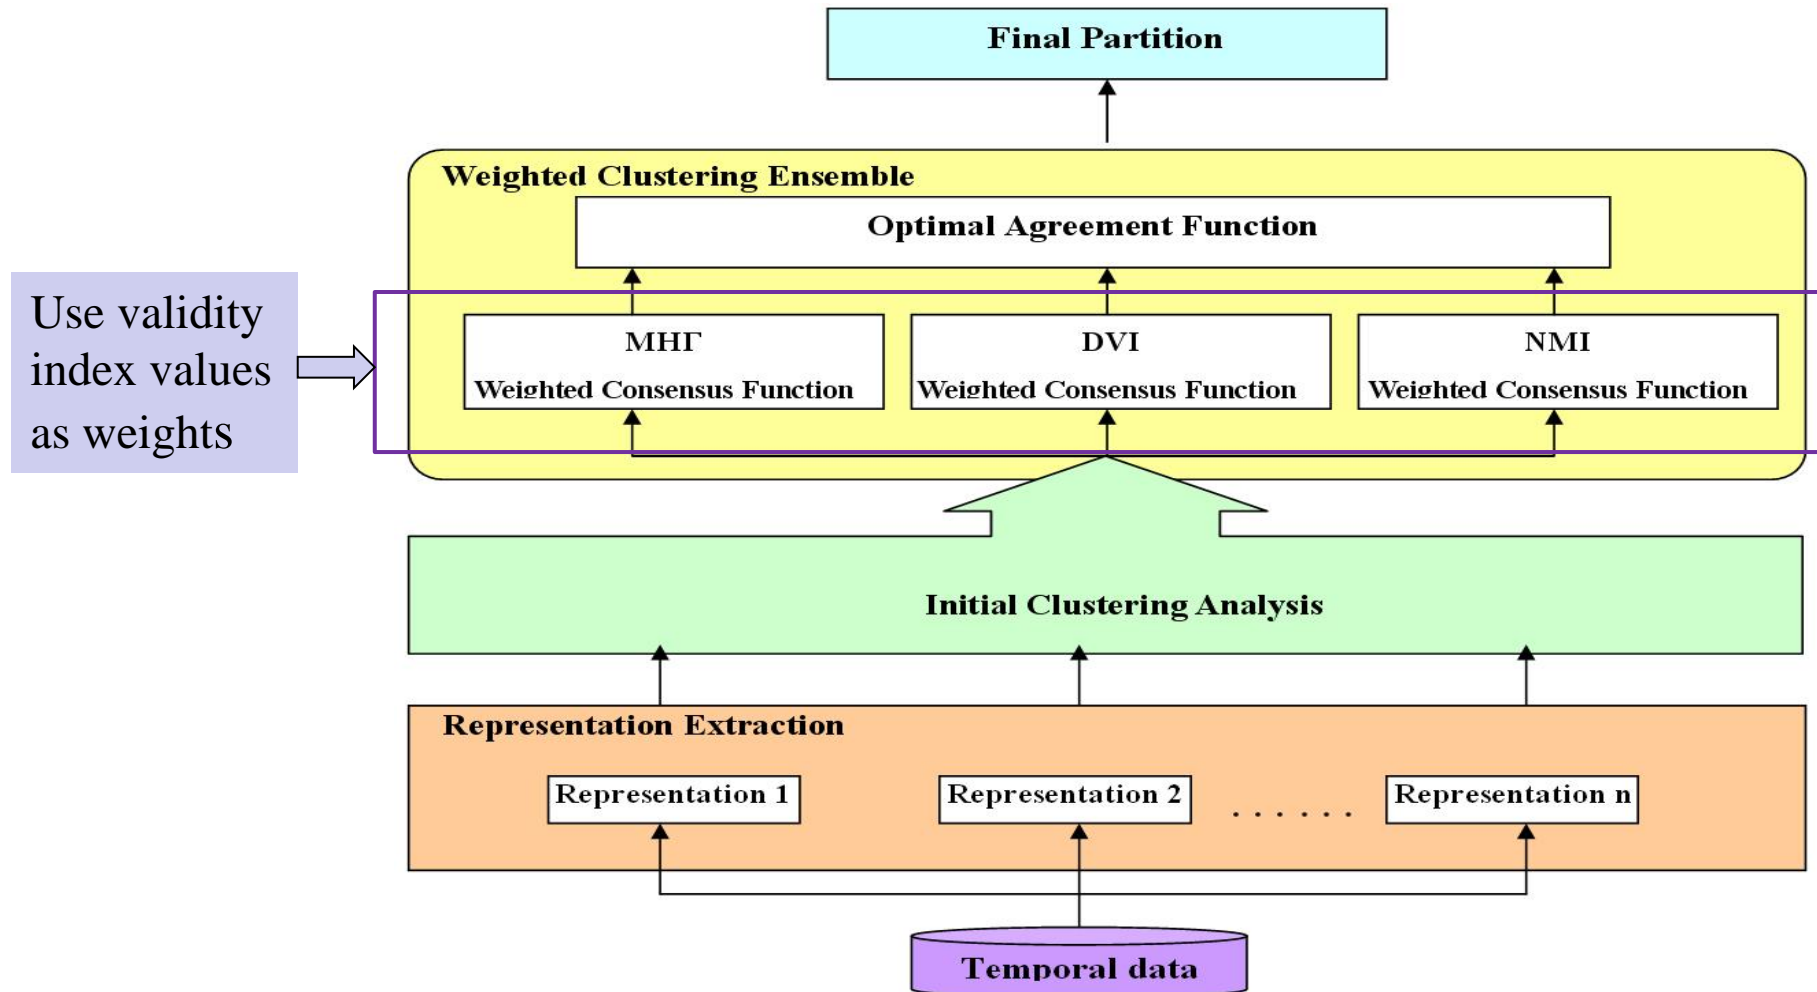 Final Partition
Weighted Clustering Ensemble
Optimal Agreement Function
Use validity
index values
as weights
MHΓ
Weighted Consensus Function
DVI
Weighted Consensus Function
NMI
Weighted Consensus Function
Initial Clustering Analysis
Representation Extraction
Representation 1
Representation 2
. . . . . .
Representation n
Temporal data